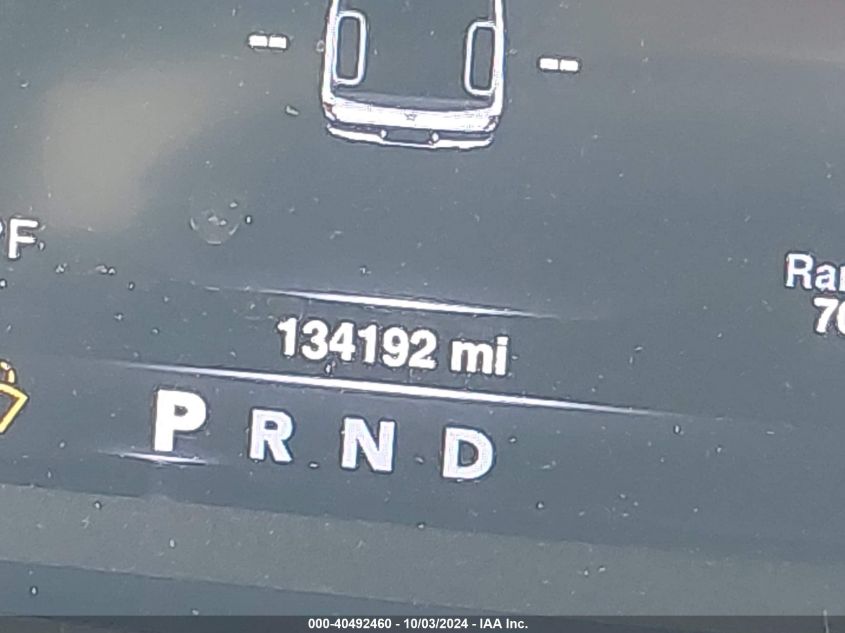 -- --
°F
134192 mi
P R N D
000-40492460 - 10/03/2024 - IAA Inc.